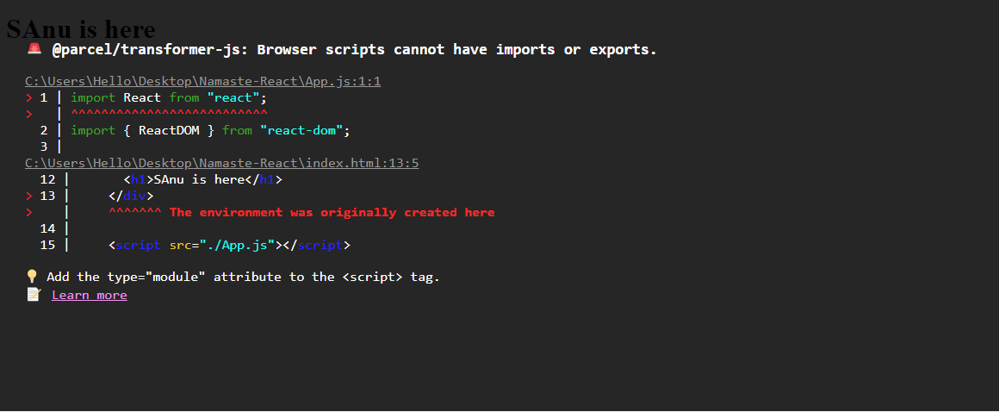 SAnu is here
🚨 @parcel/transformer-js: Browser scripts cannot have imports or exports.
C:\Users\Hello\Desktop\Namaste-React\App.js:1:1
> 1 | import React from "react";
>   | ^^^^^^^^^^^^^^^^^^^^^^^^^^
  2 | import { ReactDOM } from "react-dom";
  3 |
C:\Users\Hello\Desktop\Namaste-React\index.html:13:5
  12 |       <h1>SAnu is here</h1>
> 13 |     </div>
>    |     ^^^^^^^ The environment was originally created here
  14 |
  15 |     <script src="./App.js"></script>
💡 Add the type="module" attribute to the <script> tag.
📝 Learn more